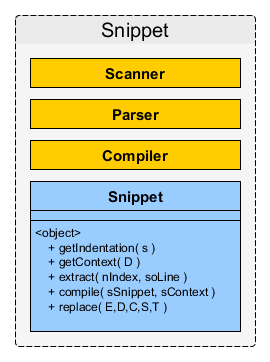 Snippet
Scanner
Parser
Compiler
Snippet
<object>
+ getIndentation( s )
+ getContext( D )
+ extract( nIndex, soLine )
+ compile( sSnippet, sContext )
+ replace( E,D,C,S,T )